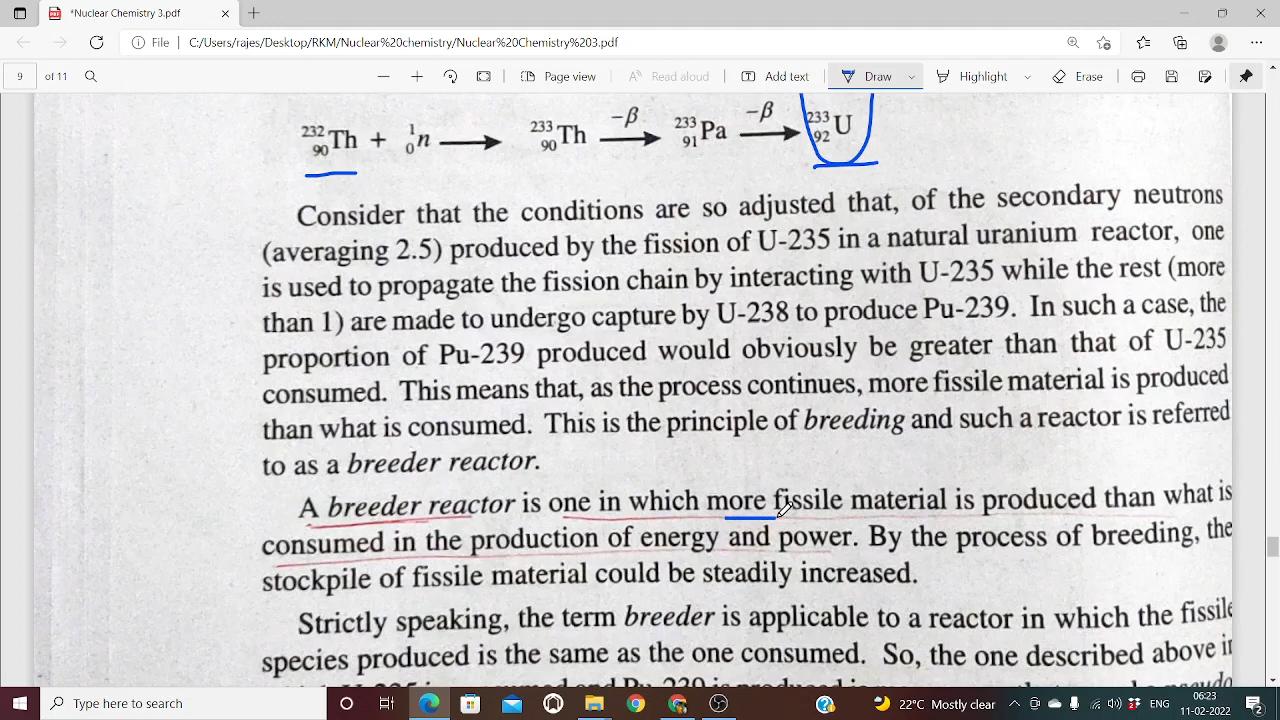 *Nuclear Chemistry 3.pdf
File C:/Users/rajes/Desktop/RKM/Nuclear%20chemistry/Nuclear%20Chemistry%203.pdf
9 of 11 Page view Read aloud Add text Draw Highlight Erase
²³²₉₀Th + ¹₀n ⟶ ²³³₉₀Th –β⟶ ²³³₉₁Pa –β⟶ ²³³₉₂U
Consider that the conditions are so adjusted that, of the secondary neutrons
(averaging 2.5) produced by the fission of U-235 in a natural uranium reactor, one
is used to propagate the fission chain by interacting with U-235 while the rest (more
than 1) are made to undergo capture by U-238 to produce Pu-239. In such a case, the
proportion of Pu-239 produced would obviously be greater than that of U-235
consumed. This means that, as the process continues, more fissile material is produced
than what is consumed. This is the principle of breeding and such a reactor is referred
to as a breeder reactor.
A breeder reactor is one in which more fissile material is produced than what is
consumed in the production of energy and power. By the process of breeding, the
stockpile of fissile material could be steadily increased.
Strictly speaking, the term breeder is applicable to a reactor in which the fissile
species produced is the same as the one consumed. So, the one described above in
Type here to search
22°C Mostly clear
ENG
06:23
11-02-2022
2